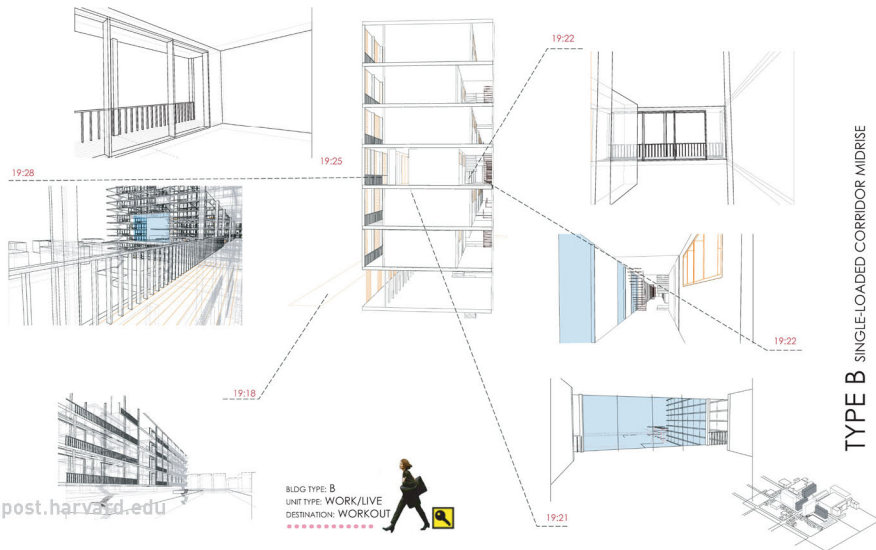 19:22
19:25
19:28
19:22
19:18
19:21
BLDG TYPE: B
UNIT TYPE: WORK/LIVE
DESTINATION: WORKOUT
TYPE B SINGLE-LOADED CORRIDOR MIDRISE
post.harvard.edu